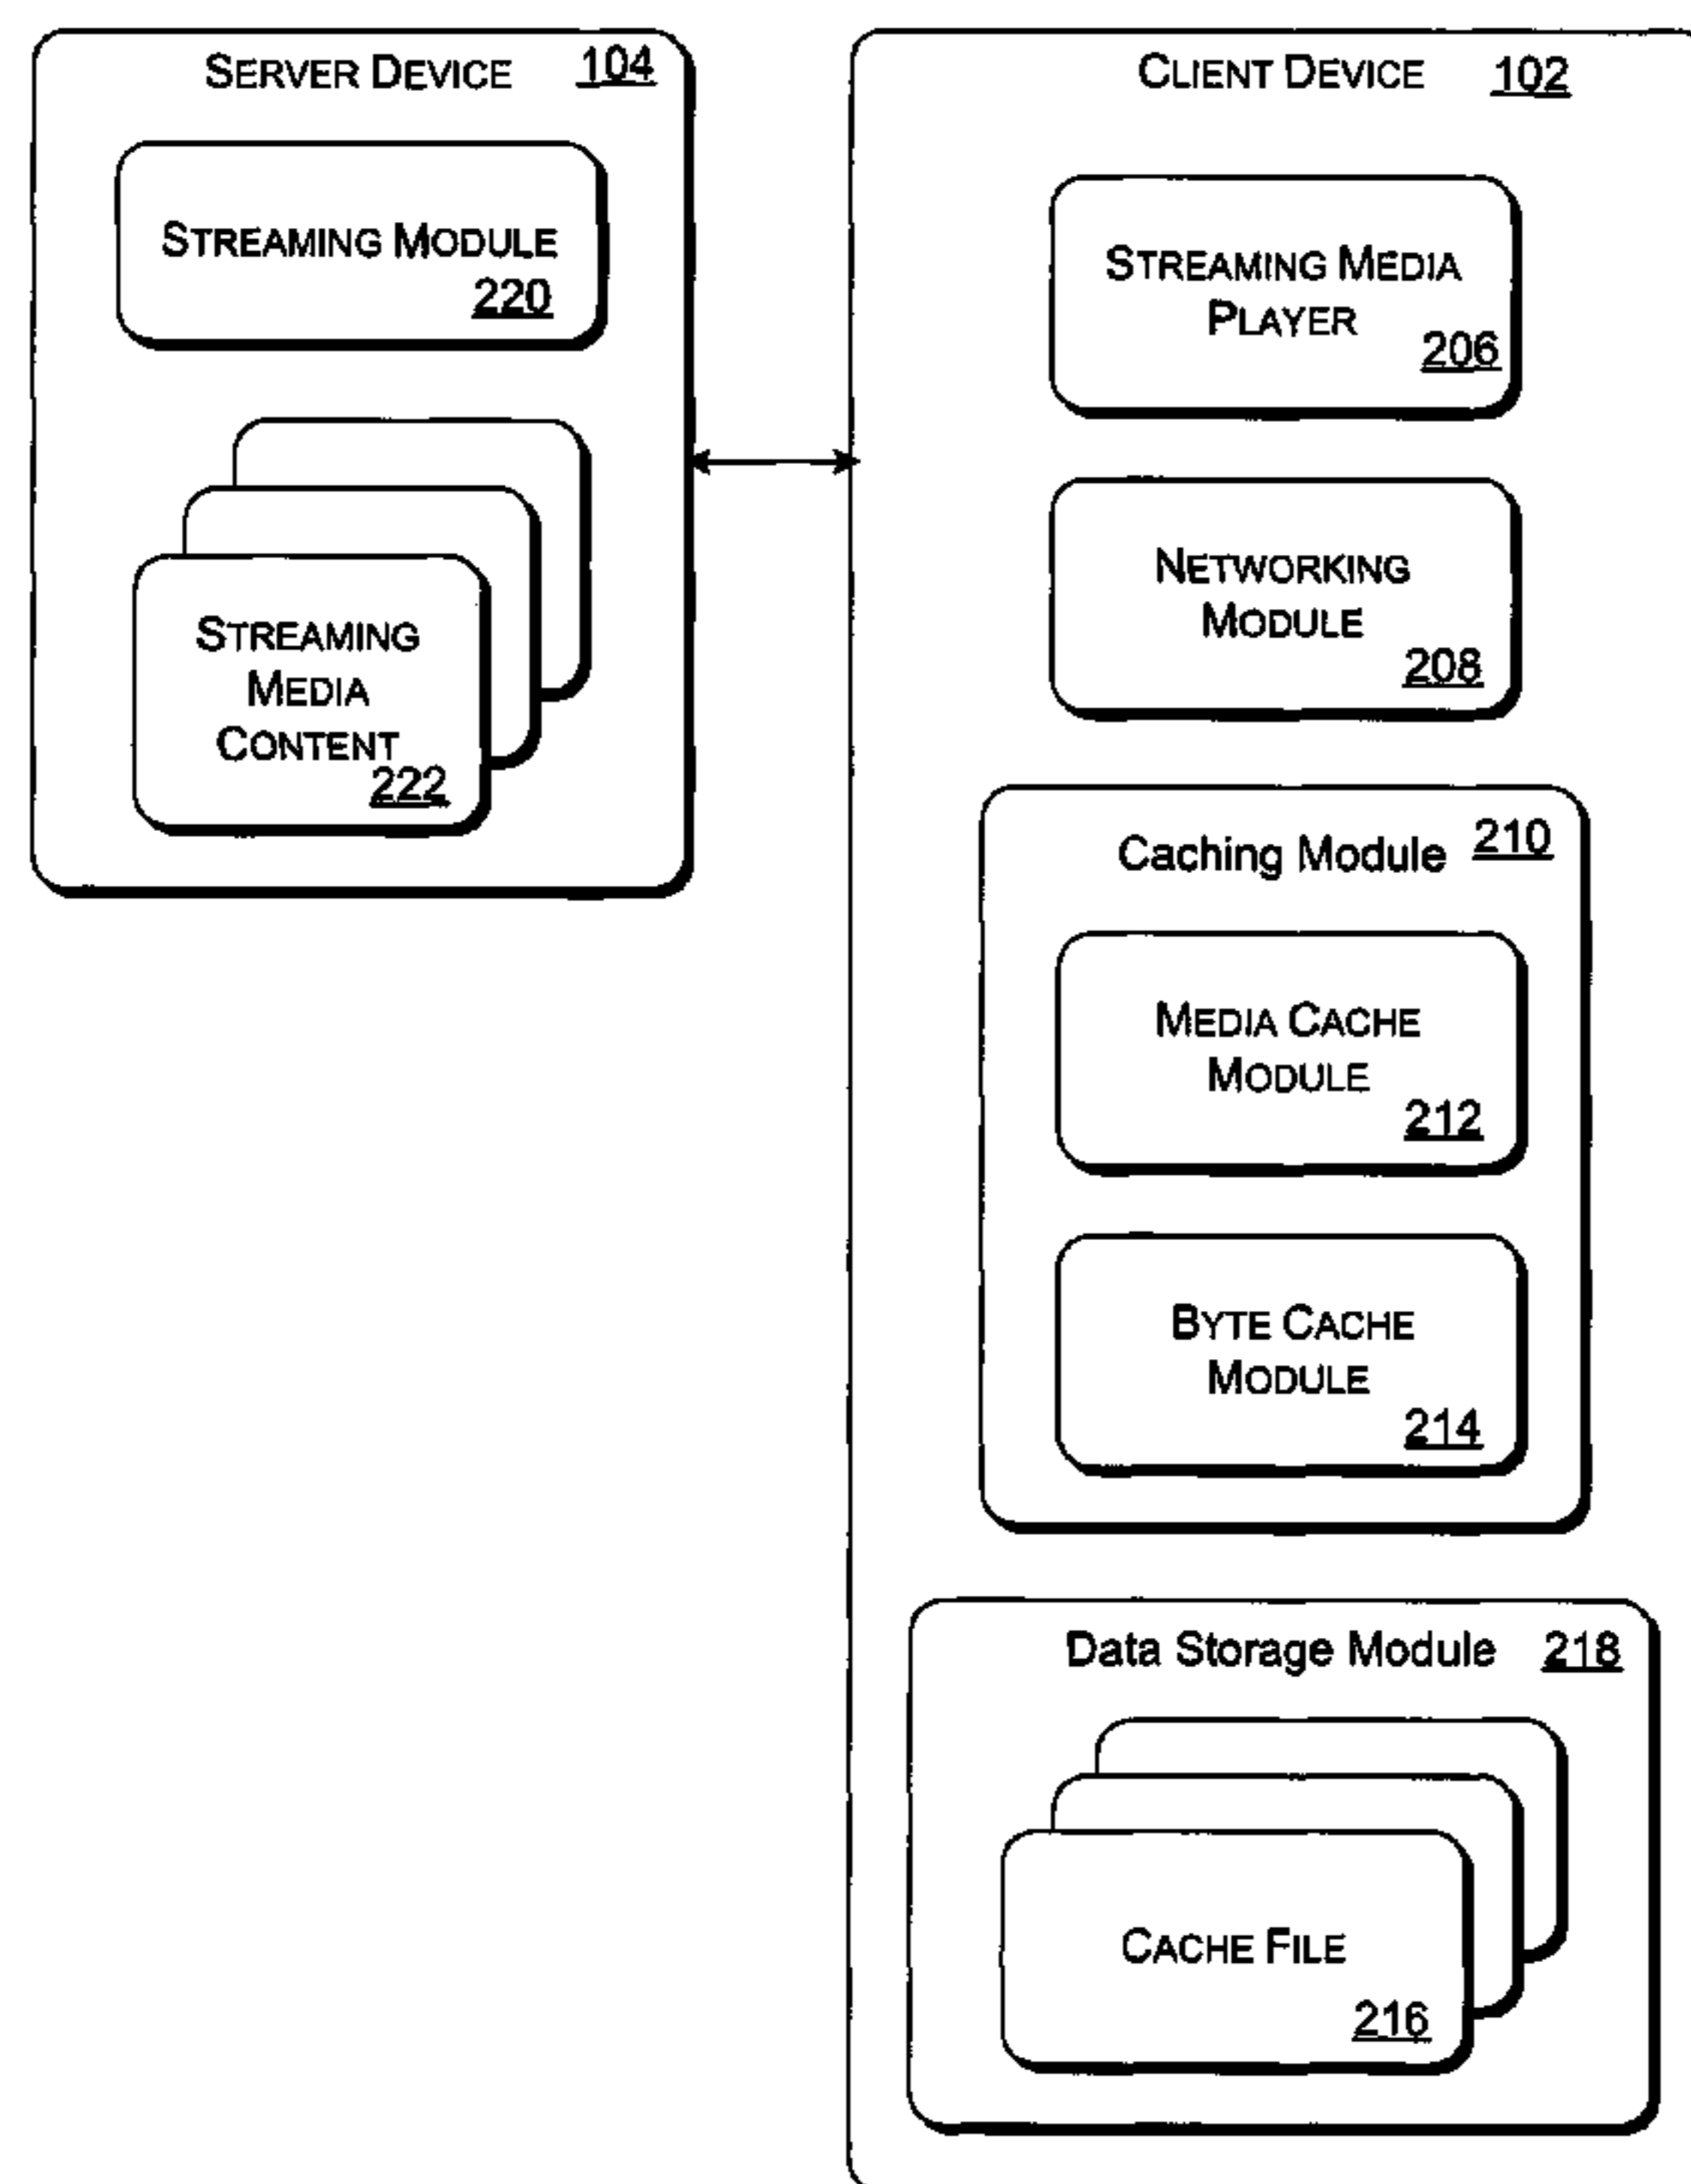 SERVER DEVICE 104
STREAMING MODULE
220
STREAMING
MEDIA
CONTENT
222
CLIENT DEVICE 102
STREAMING MEDIA
PLAYER
206
NETWORKING
MODULE
208
Caching Module 210
MEDIA CACHE
MODULE
212
BYTE CACHE
MODULE
214
Data Storage Module 218
CACHE FILE
216